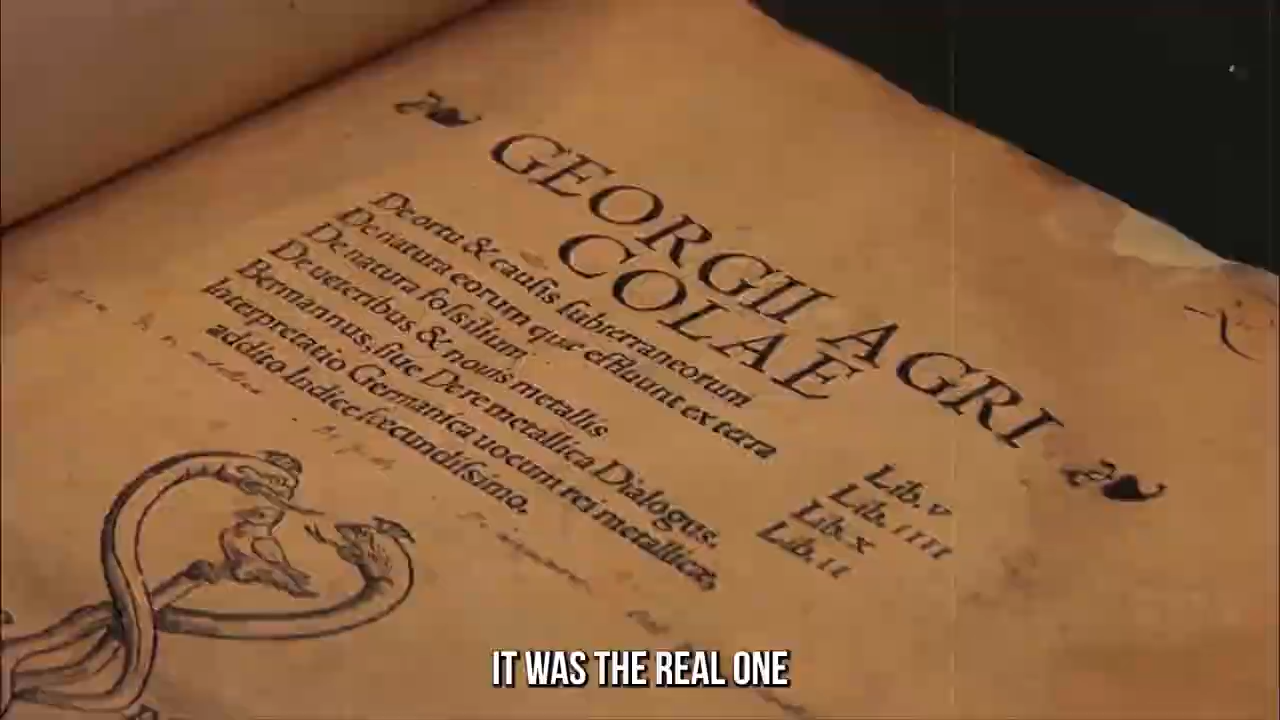 GEORGII AGRI
COLAE
De ortu & cauſis ſubterraneorum Lib. v
De natura eorum quæ effluunt ex terra Lib. IIII
De natura foſsilium Lib. x
De ueteribus & nouis metallis Lib. II
Bermannus, ſiue De re metallica Dialogus.
Interpretatio Germanica uocum rei metallicæ,
addito Indice fœcundiſsimo.
IT WAS THE REAL ONE